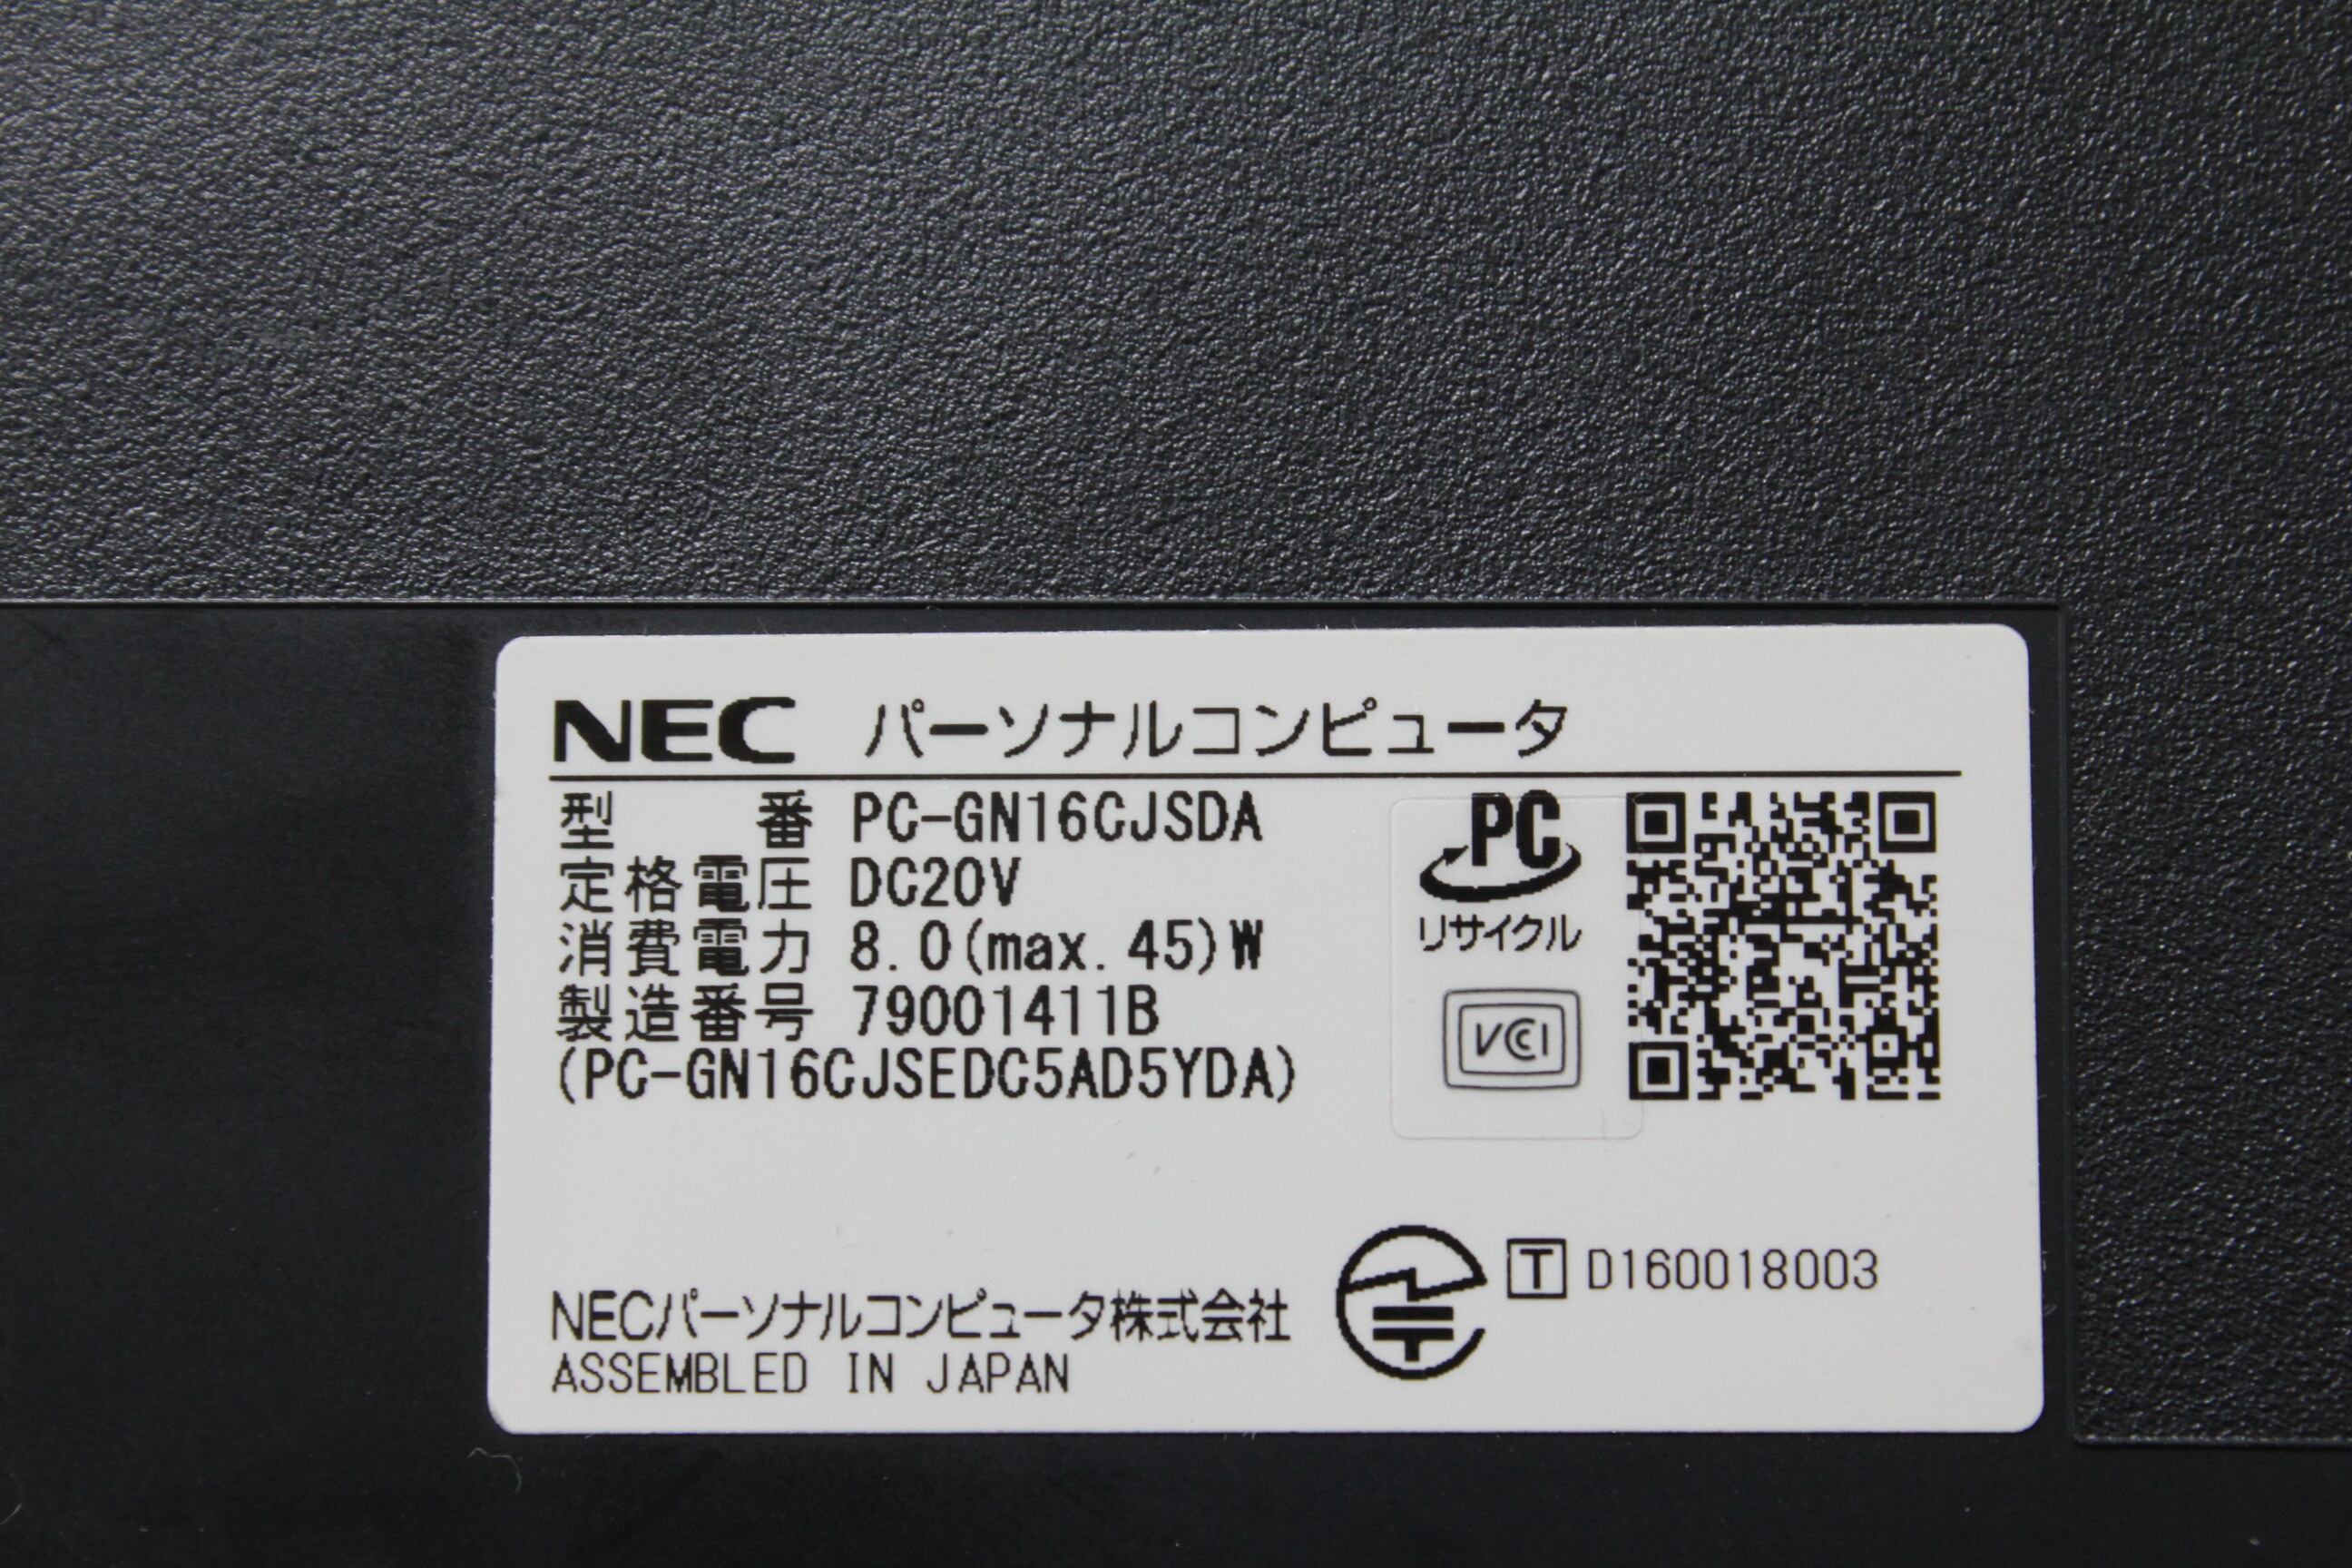 NEC パーソナルコンピュータ
型 番 PC-GN16CJSDA
定格電圧 DC20V
消費電力 8.0(max.45)W
製造番号 79001411B
(PC-GN16CJSEDC5AD5YDA)
PC
リサイクル
VCCI
T D160018003
NECパーソナルコンピュータ株式会社
ASSEMBLED IN JAPAN